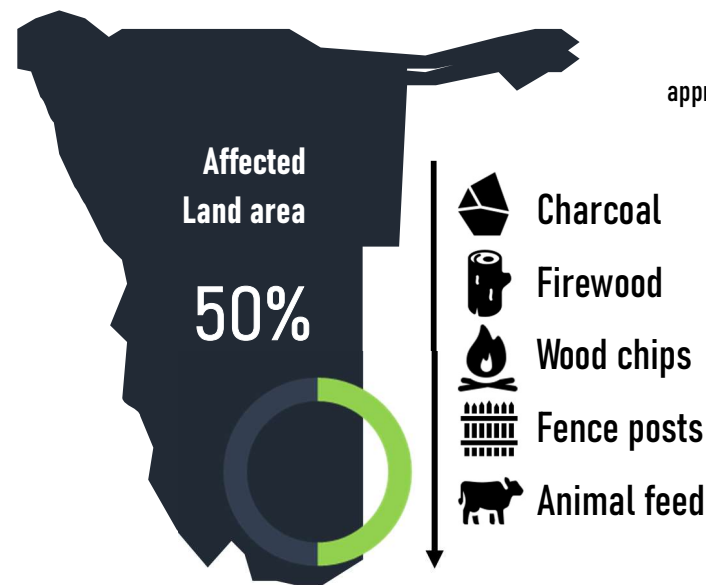 Affected
Land area
50%
Charcoal
Firewood
Wood chips
Fence posts
Animal feed